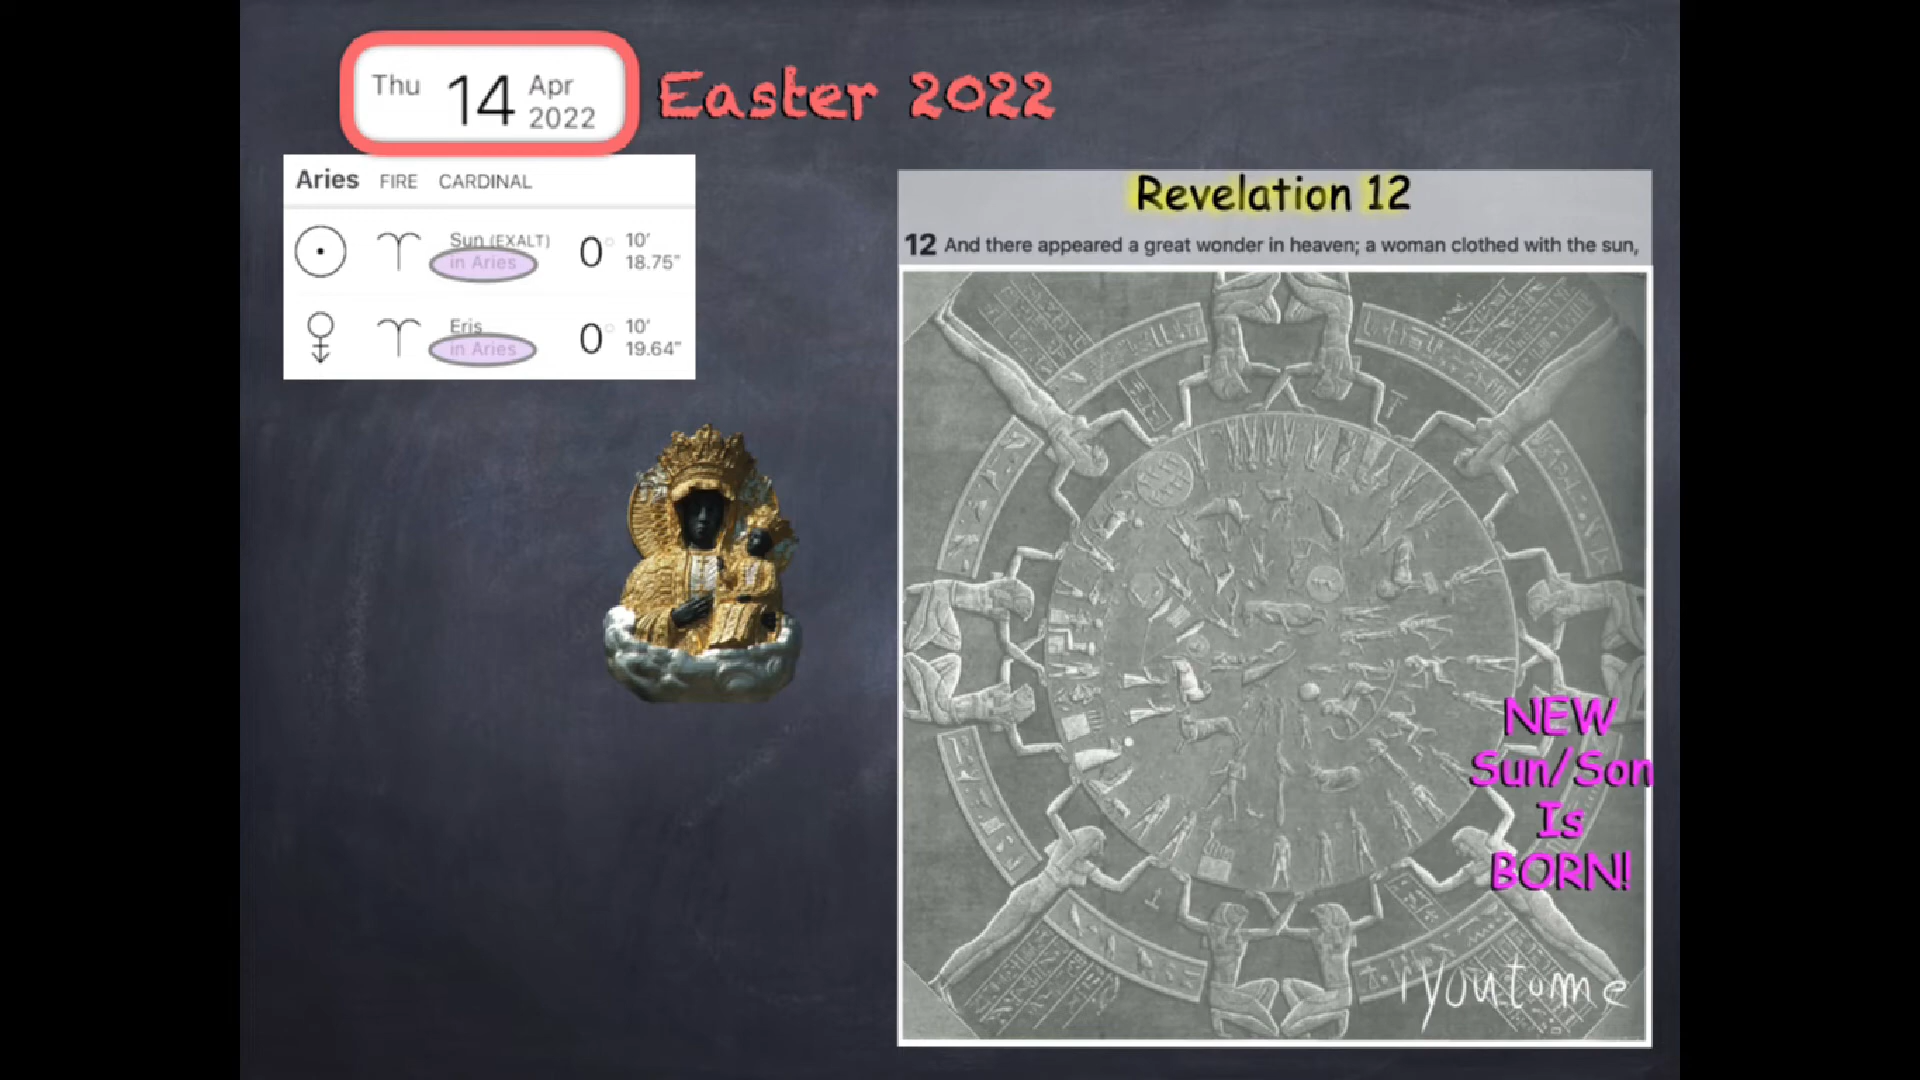 Thu 14 Apr 2022
Easter 2022
Aries FIRE CARDINAL
Sun (EXALT)
in Aries
0° 10' 18.75"
Eris
in Aries
0° 10' 19.64"
Revelation 12
12 And there appeared a great wonder in heaven; a woman clothed with the sun,
NEW
Sun/Son
Is
BORN!
iyoutome